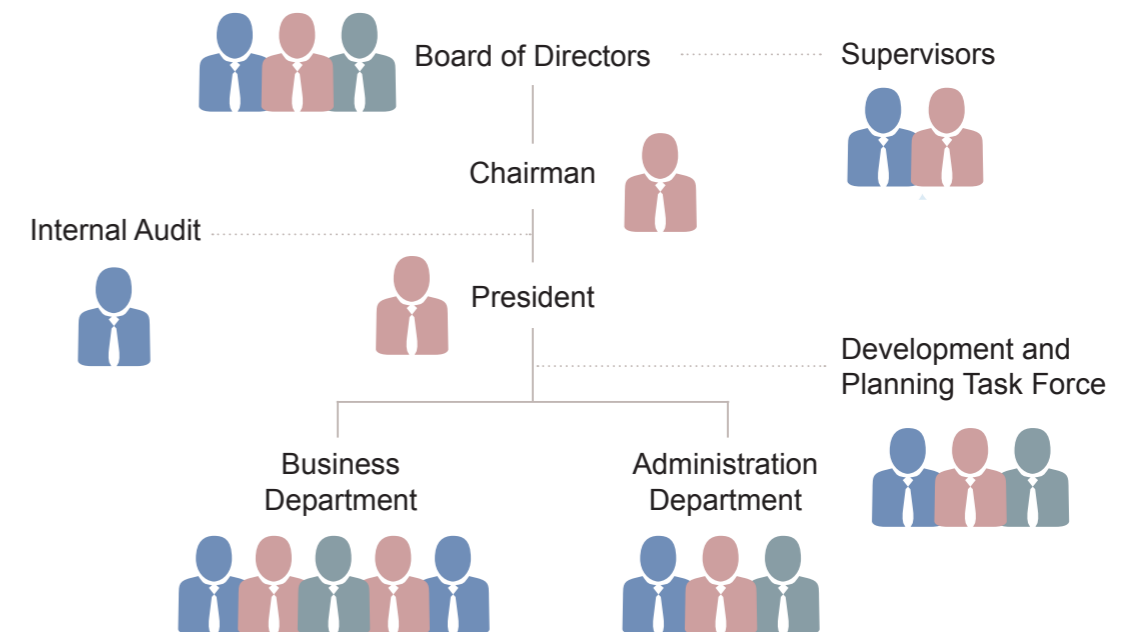 Board of Directors
Supervisors
Chairman
Internal Audit
President
Development and
Planning Task Force
Business
Department
Administration
Department